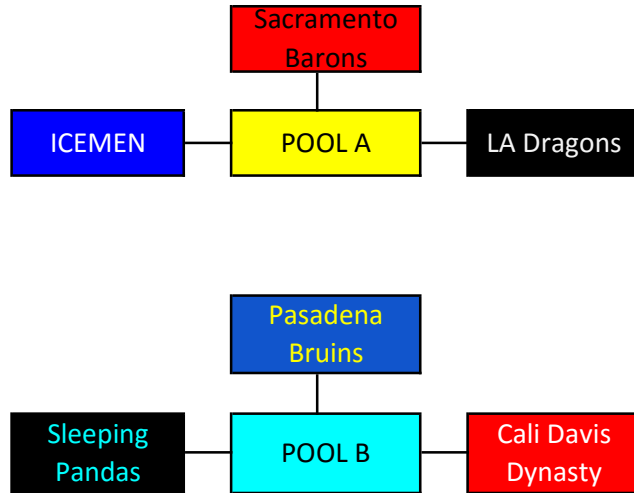 Sacramento
Barons
ICEMEN
POOL A
LA Dragons
Pasadena
Bruins
Sleeping
Pandas
POOL B
Cali Davis
Dynasty